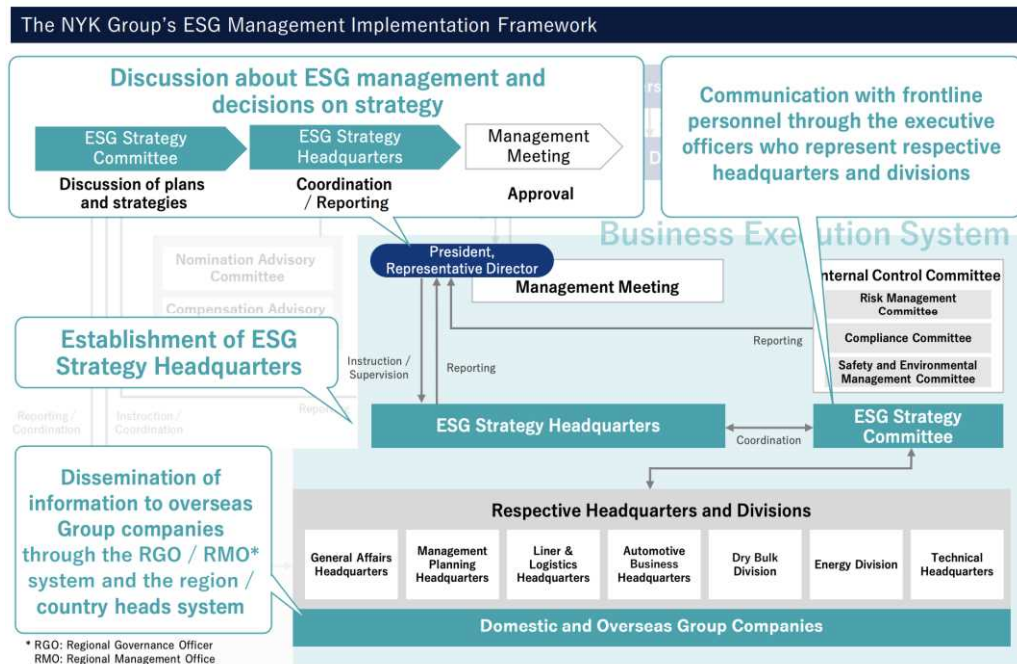 The NYK Group's ESG Management Implementation Framework
Discussion about ESG management and
decisions on strategy
ESG Strategy
Committee
ESG Strategy
Headquarters
Management
Meeting
Discussion of plans
and strategies
Coordination
/ Reporting
Approval
Communication with frontline
personnel through the executive
officers who represent respective
headquarters and divisions
Business Execution System
Nomination Advisory
Committee
Compensation Advisory
President,
Representative Director
Management Meeting
Internal Control Committee
Risk Management
Committee
Compliance Committee
Safety and Environmental
Management Committee
Establishment of ESG
Strategy Headquarters
Instruction /
Supervision
Reporting
Reporting
Reporting /
Coordination
Instruction /
Coordination
ESG Strategy Headquarters
Coordination
ESG Strategy
Committee
Dissemination of
information to overseas
Group companies
through the RGO / RMO*
system and the region /
country heads system
Respective Headquarters and Divisions
General Affairs
Headquarters
Management
Planning
Headquarters
Liner &
Logistics
Headquarters
Automotive
Business
Headquarters
Dry Bulk
Division
Energy Division
Technical
Headquarters
Domestic and Overseas Group Companies
* RGO: Regional Governance Officer
RMO: Regional Management Office